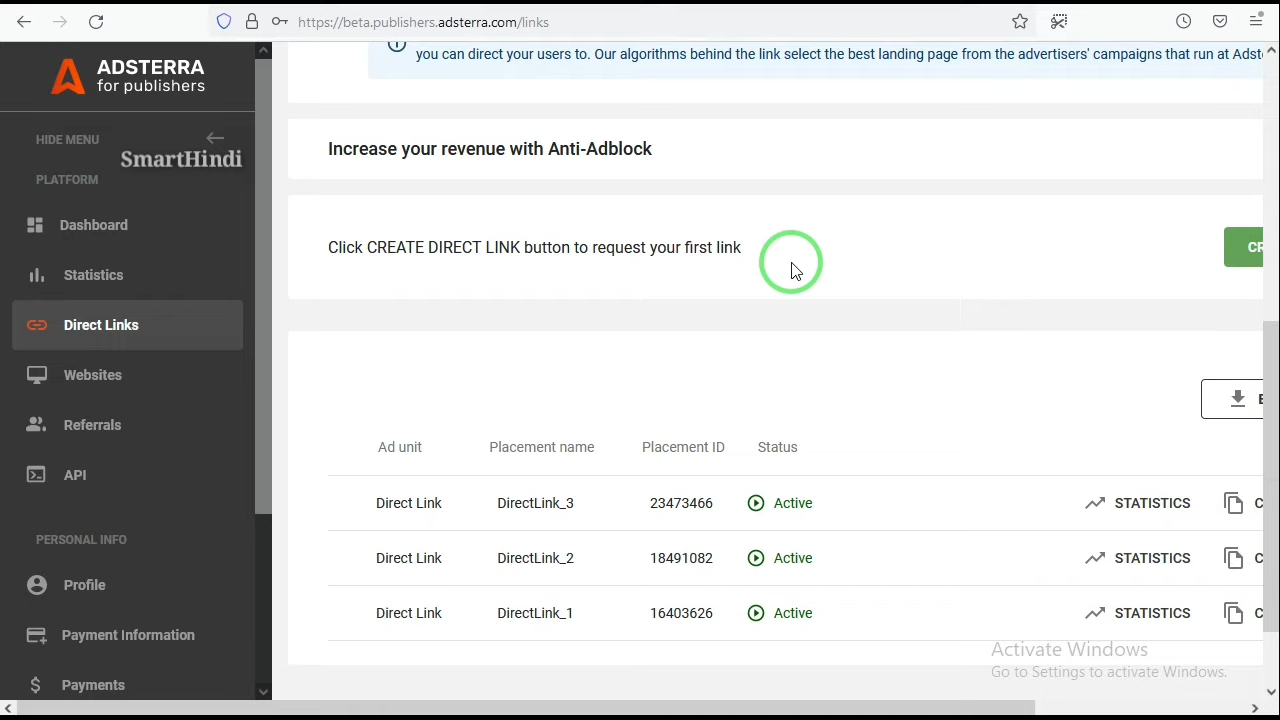 https://beta.publishers.adsterra.com/links
ADSTERRA
for publishers
HIDE MENU
SmartHindi
PLATFORM
Dashboard
Statistics
Direct Links
Websites
Referrals
API
PERSONAL INFO
Profile
Payment Information
Payments
you can direct your users to. Our algorithms behind the link select the best landing page from the advertisers' campaigns that run at Adst
Increase your revenue with Anti-Adblock
Click CREATE DIRECT LINK button to request your first link
CR
Ad unit Placement name Placement ID Status
Direct Link DirectLink_3 23473466 Active STATISTICS C
Direct Link DirectLink_2 18491082 Active STATISTICS C
Direct Link DirectLink_1 16403626 Active STATISTICS C
Activate Windows
Go to Settings to activate Windows.